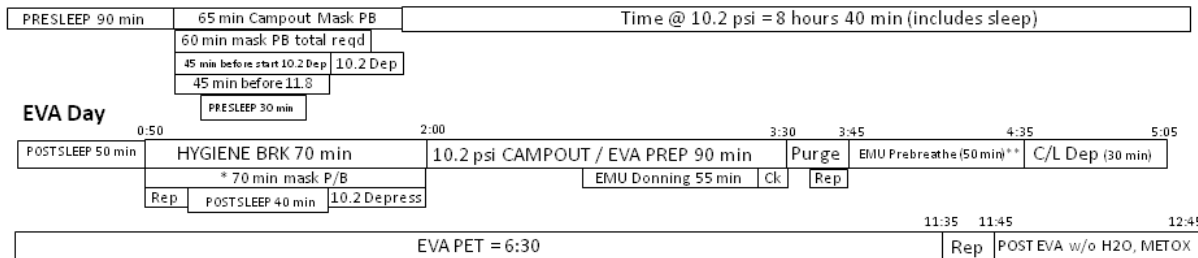 PRESLEEP 90 min
65 min Campout Mask PB
Time @ 10.2 psi = 8 hours 40 min (includes sleep)
60 min mask PB total reqd
45 min before start 10.2 Dep
10.2 Dep
45 min before 11.8
PRESLEEP 30 min
EVA Day
0:50
2:00
3:30
3:45
4:35
5:05
POSTSLEEP 50 min
HYGIENE BRK 70 min
10.2 psi CAMPOUT / EVA PREP 90 min
Purge
EMU Prebreathe (50 min)**
C/L Dep (30 min)
* 70 min mask P/B
EMU Donning 55 min
Ck
Rep
Rep
POSTSLEEP 40 min
10.2 Depress
11:35
11:45
12:45
EVA PET = 6:30
Rep
POST EVA w/o H2O, METOX